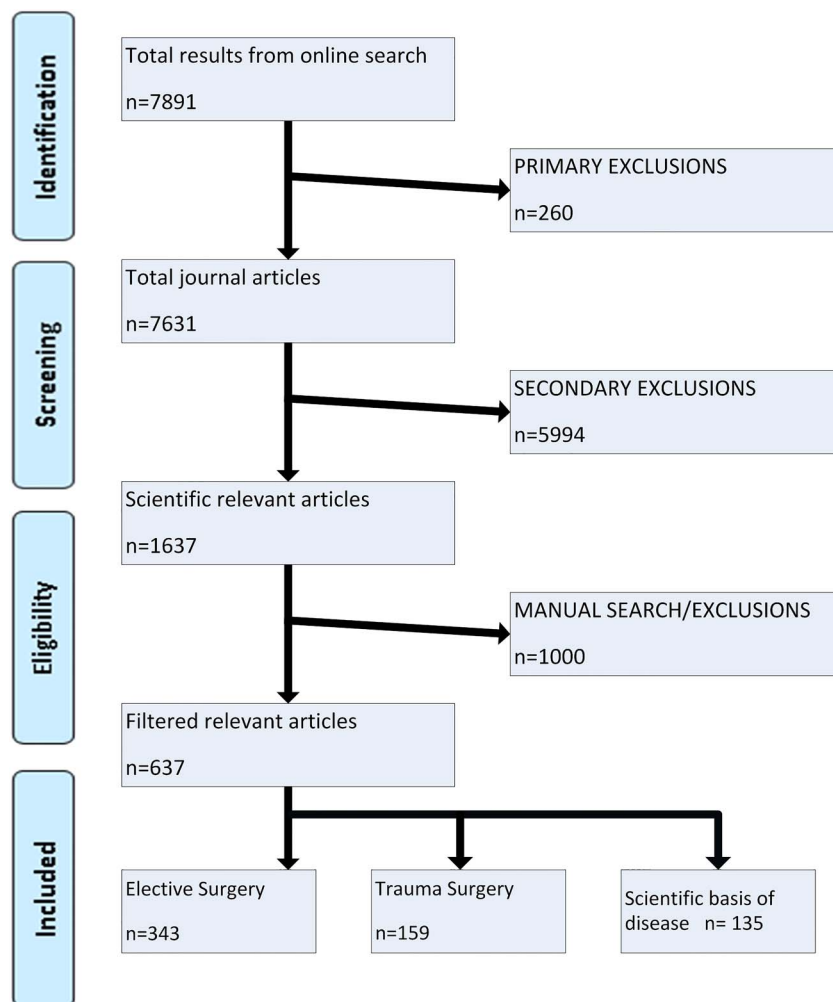 Identification
Total results from online search
n=7891
PRIMARY EXCLUSIONS
n=260
Screening
Total journal articles
n=7631
SECONDARY EXCLUSIONS
n=5994
Eligibility
Scientific relevant articles
n=1637
MANUAL SEARCH/EXCLUSIONS
n=1000
Filtered relevant articles
n=637
Included
Elective Surgery
n=343
Trauma Surgery
n=159
Scientific basis of
disease n= 135